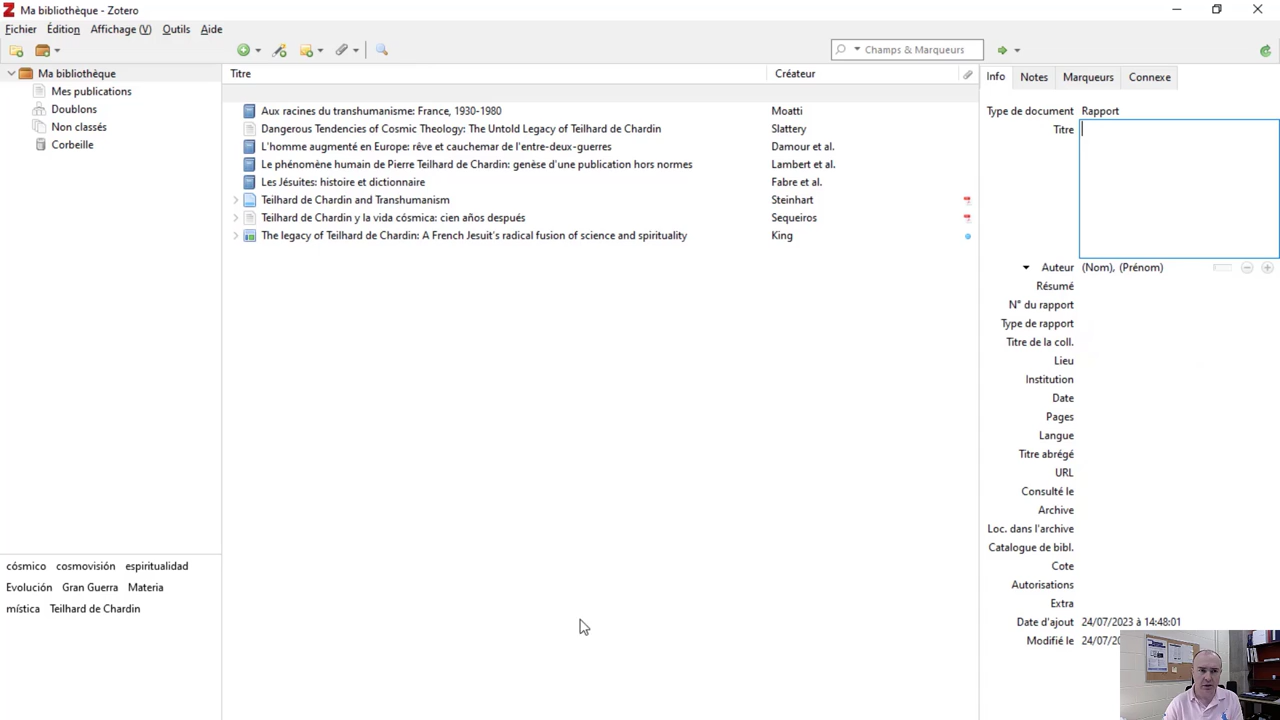 Ma bibliothèque - Zotero
Fichier Édition Affichage (V) Outils Aide
Champs & Marqueurs
Ma bibliothèque
Mes publications
Doublons
Non classés
Corbeille
Titre Créateur
Aux racines du transhumanisme: France, 1930-1980 Moatti
Dangerous Tendencies of Cosmic Theology: The Untold Legacy of Teilhard de Chardin Slattery
L'homme augmenté en Europe: rêve et cauchemar de l'entre-deux-guerres Damour et al.
Le phénomène humain de Pierre Teilhard de Chardin: genèse d'une publication hors normes Lambert et al.
Les Jésuites: histoire et dictionnaire Fabre et al.
Teilhard de Chardin and Transhumanism Steinhart
Teilhard de Chardin y la vida cósmica: cien años después Sequeiros
The legacy of Teilhard de Chardin: A French Jesuit's radical fusion of science and spirituality King
Info Notes Marqueurs Connexe
Type de document Rapport
Titre
Auteur (Nom), (Prénom)
Résumé
N° du rapport
Type de rapport
Titre de la coll.
Lieu
Institution
Date
Pages
Langue
Titre abrégé
URL
Consulté le
Archive
Loc. dans l'archive
Catalogue de bibl.
Cote
Autorisations
Extra
Date d'ajout 24/07/2023 à 14:48:01
Modifié le 24/07/20
cósmico cosmovisión espiritualidad
Evolución Gran Guerra Materia
mística Teilhard de Chardin